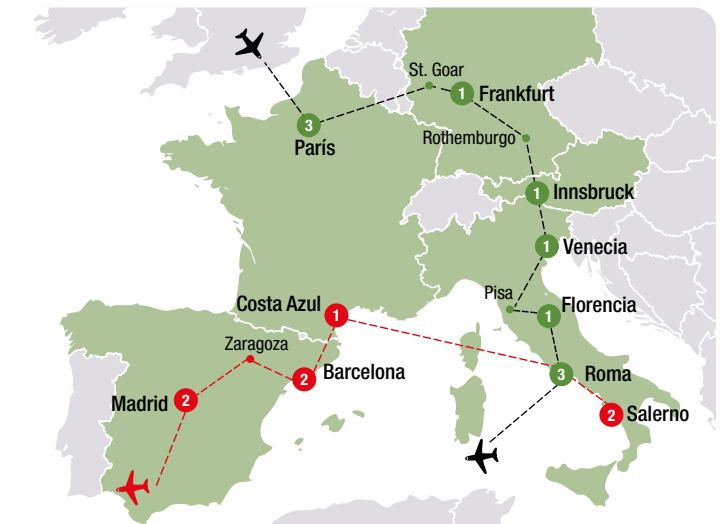 St. Goar
1 Frankfurt
3
París
Rothemburgo
1 Innsbruck
1 Venecia
Pisa
Costa Azul
1
1
Florencia
Zaragoza
2 Barcelona
3 Roma
Madrid 2
2 Salerno